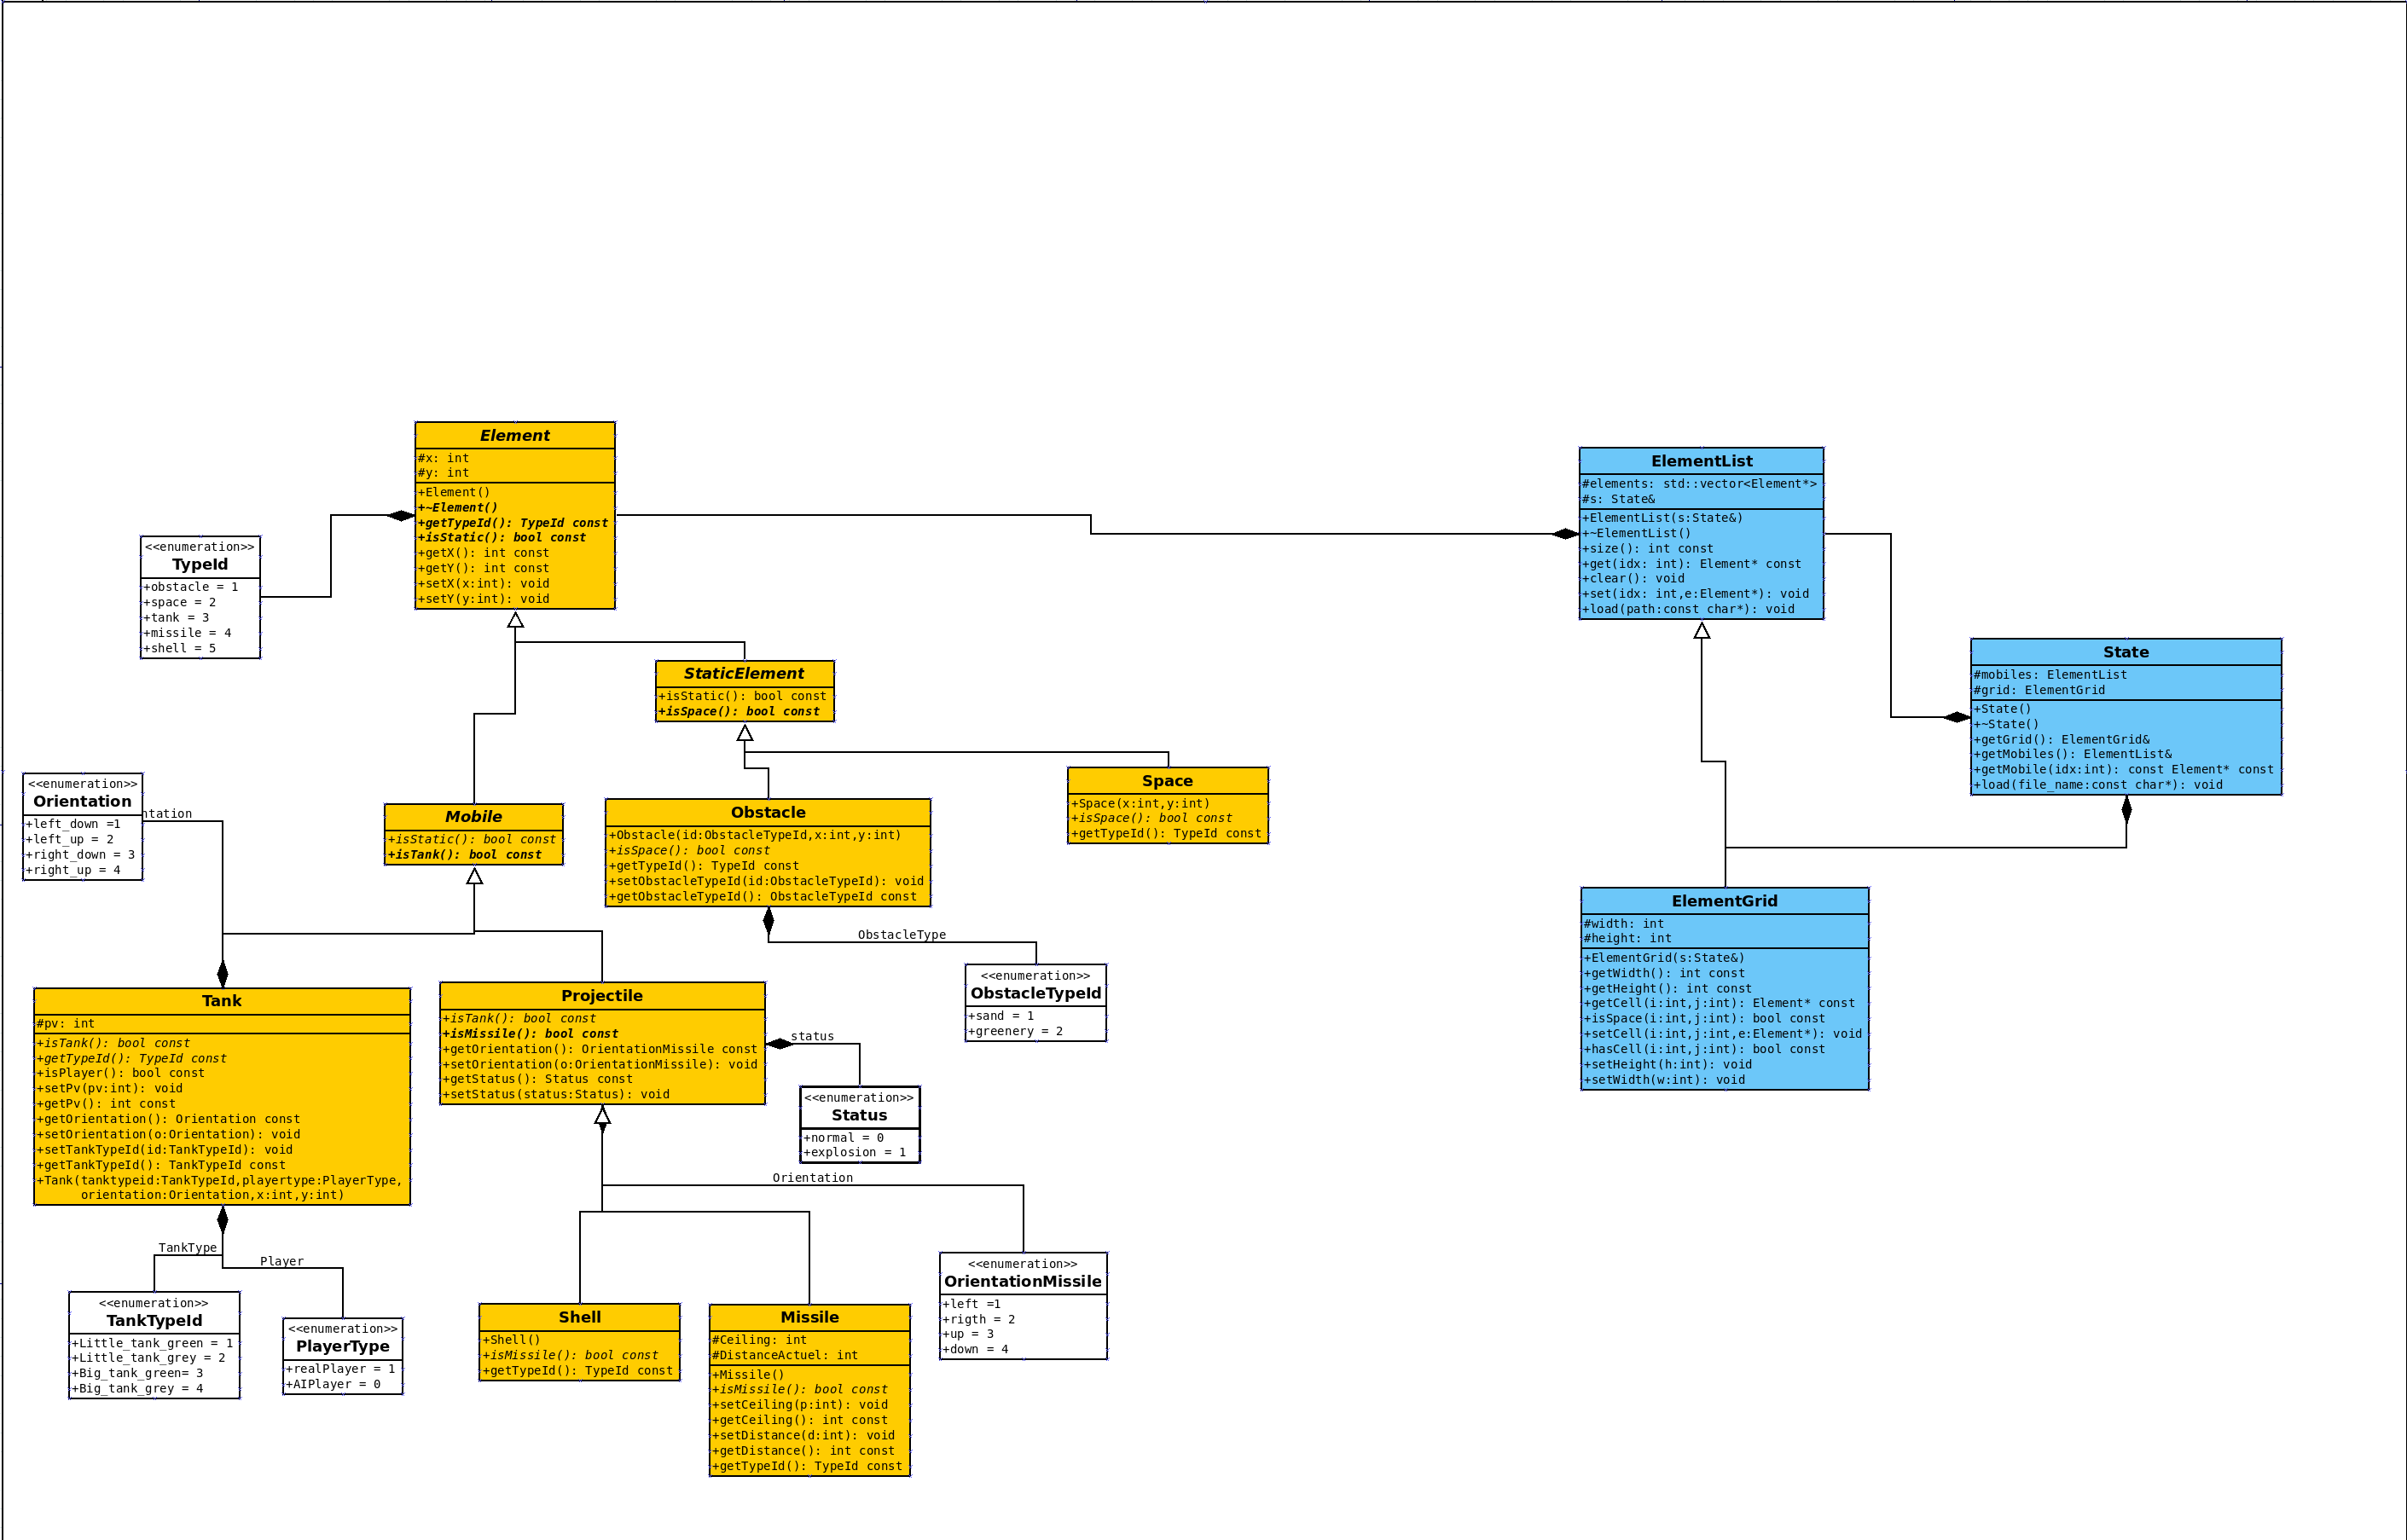 Element
#x: int
#y: int
+Element()
+~Element()
+getTypeId(): TypeId const
+isStatic(): bool const
+getX(): int const
+getY(): int const
+setX(x:int): void
+setY(y:int): void
ElementList
#elements: std::vector<Element*>
#s: State&
+ElementList(s:State&)
+~ElementList()
+size(): int const
+get(idx: int): Element* const
+clear(): void
+set(idx: int,e:Element*): void
+load(path:const char*): void
<<enumeration>>
TypeId
+obstacle = 1
+space = 2
+tank = 3
+missile = 4
+shell = 5
State
#mobiles: ElementList
#grid: ElementGrid
+State()
+~State()
+getGrid(): ElementGrid&
+getMobiles(): ElementList&
+getMobile(idx:int): const Element* const
+load(file_name:const char*): void
StaticElement
+isStatic(): bool const
+isSpace(): bool const
Space
+Space(x:int,y:int)
+isSpace(): bool const
+getTypeId(): TypeId const
<<enumeration>>
Orientation
+left_down =1
+left_up = 2
+right_down = 3
+right_up = 4
ntation
Mobile
+isStatic(): bool const
+isTank(): bool const
Obstacle
+Obstacle(id:ObstacleTypeId,x:int,y:int)
+isSpace(): bool const
+getTypeId(): TypeId const
+setObstacleTypeId(id:ObstacleTypeId): void
+getObstacleTypeId(): ObstacleTypeId const
ElementGrid
#width: int
#height: int
+ElementGrid(s:State&)
+getWidth(): int const
+getHeight(): int const
+getCell(i:int,j:int): Element* const
+isSpace(i:int,j:int): bool const
+setCell(i:int,j:int,e:Element*): void
+hasCell(i:int,j:int): bool const
+setHeight(h:int): void
+setWidth(w:int): void
ObstacleType
<<enumeration>>
ObstacleTypeId
+sand = 1
+greenery = 2
Tank
#pv: int
+isTank(): bool const
+getTypeId(): TypeId const
+isPlayer(): bool const
+setPv(pv:int): void
+getPv(): int const
+getOrientation(): Orientation const
+setOrientation(o:Orientation): void
+setTankTypeId(id:TankTypeId): void
+getTankTypeId(): TankTypeId const
+Tank(tanktypeid:TankTypeId,playertype:PlayerType,
orientation:Orientation,x:int,y:int)
Projectile
+isTank(): bool const
+isMissile(): bool const
+getOrientation(): OrientationMissile const
+setOrientation(o:OrientationMissile): void
+getStatus(): Status const
+setStatus(status:Status): void
status
<<enumeration>>
Status
+normal = 0
+explosion = 1
Orientation
TankType
Player
<<enumeration>>
TankTypeId
+Little_tank_green = 1
+Little_tank_grey = 2
+Big_tank_green= 3
+Big_tank_grey = 4
<<enumeration>>
PlayerType
+realPlayer = 1
+AIPlayer = 0
Shell
+Shell()
+isMissile(): bool const
+getTypeId(): TypeId const
Missile
#Ceiling: int
#DistanceActuel: int
+Missile()
+isMissile(): bool const
+setCeiling(p:int): void
+getCeiling(): int const
+setDistance(d:int): void
+getDistance(): int const
+getTypeId(): TypeId const
<<enumeration>>
OrientationMissile
+left =1
+rigth = 2
+up = 3
+down = 4